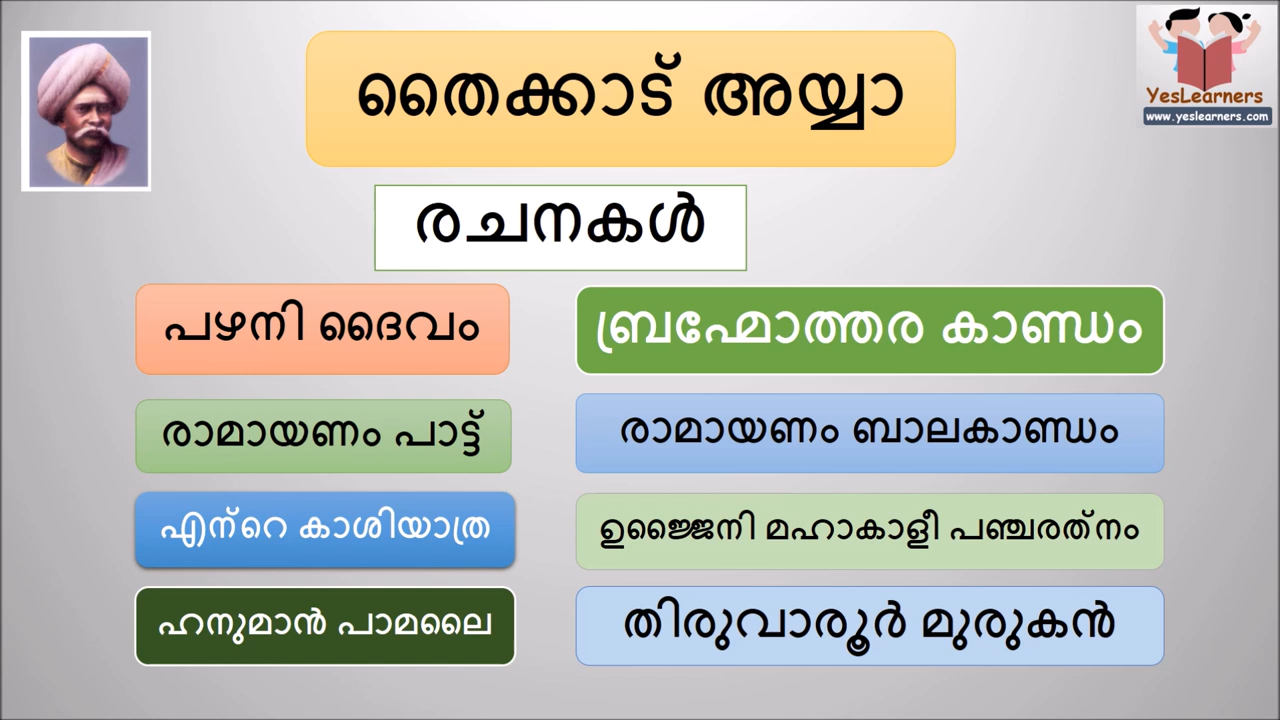 തൈക്കാട് അയ്യാ
YesLearners
www.yeslearners.com
രചനകൾ
പഴനി ദൈവം
ബ്രഹ്മോത്തര കാണ്ഡം
രാമായണം പാട്ട്
രാമായണം ബാലകാണ്ഡം
എന്റെ കാശിയാത്ര
ഉജ്ജൈനി മഹാകാളീ പഞ്ചരത്‌നം
ഹനുമാൻ പാമലൈ
തിരുവാരൂർ മുരുകൻ